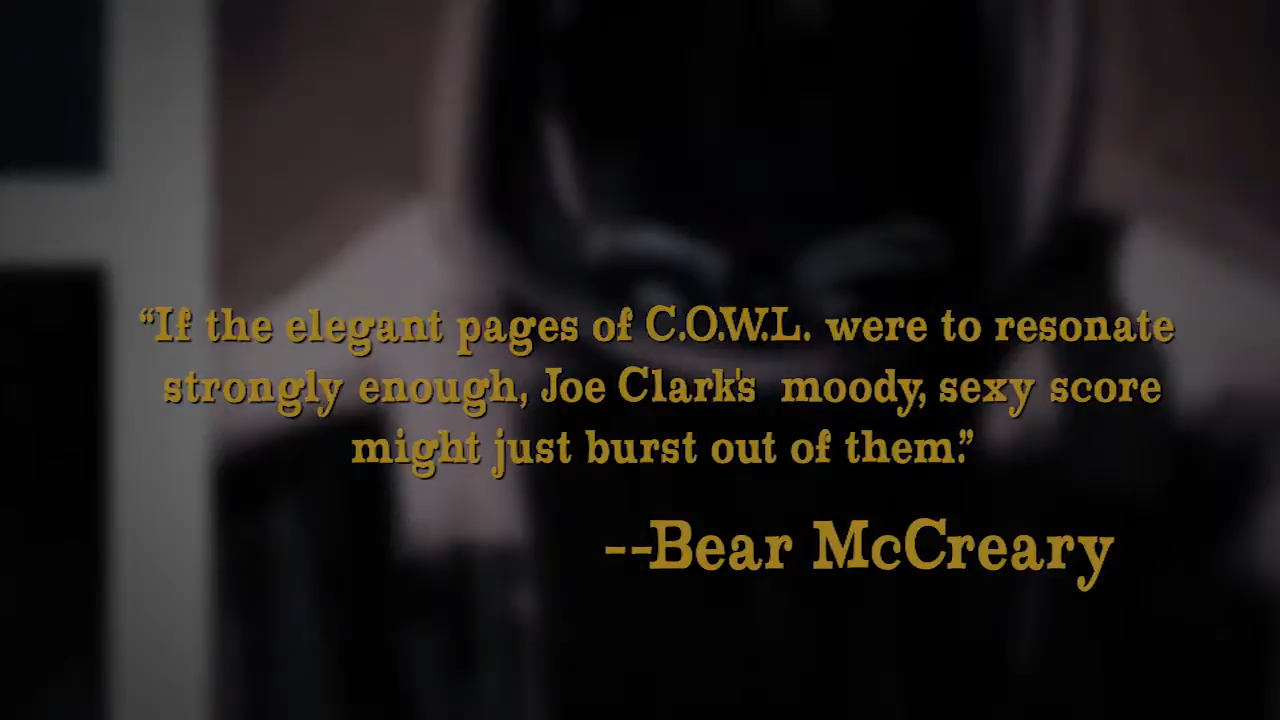 “If the elegant pages of C.O.W.L. were to resonate
strongly enough, Joe Clark's moody, sexy score
might just burst out of them.”
--Bear McCreary